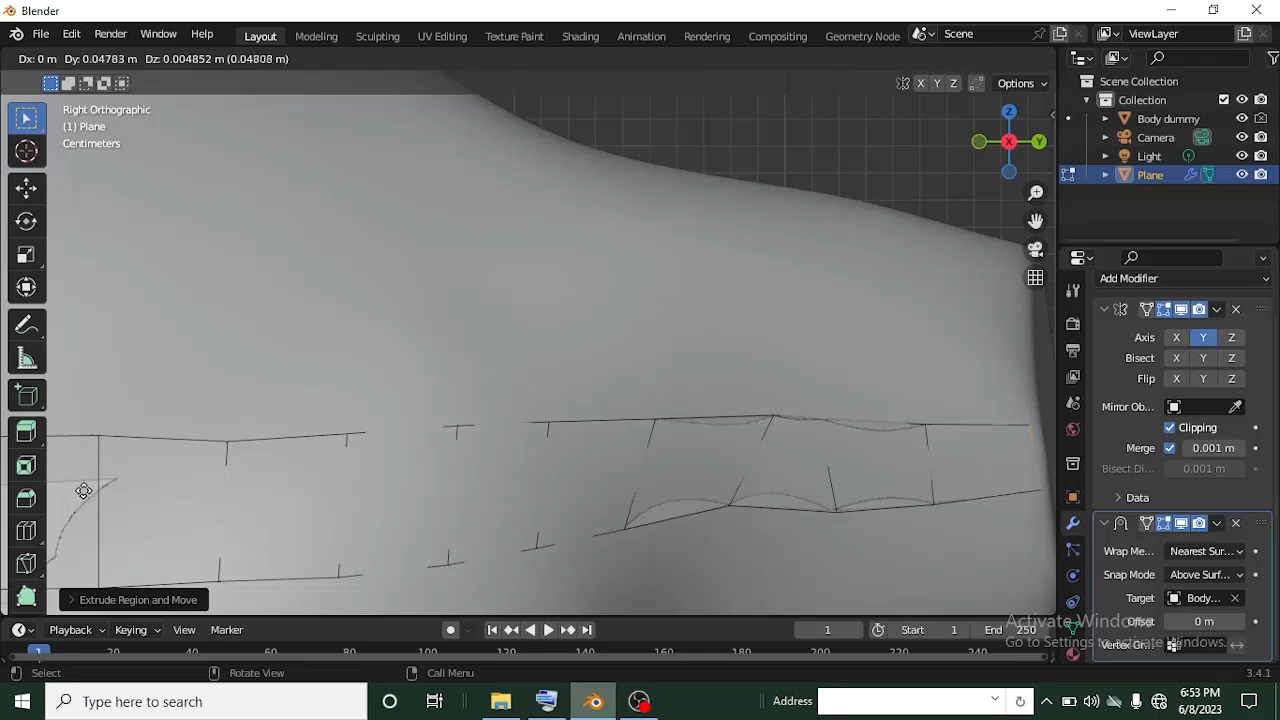 Blender
File Edit Render Window Help Layout Modeling Sculpting UV Editing Texture Paint Shading Animation Rendering Compositing Geometry Node Scene ViewLayer
Dx: 0 m Dy: 0.04783 m Dz: 0.004852 m (0.04808 m)
X Y Z Options
Right Orthographic
(1) Plane
Centimeters
Z
X
Y
Scene Collection
Collection
Body dummy
Camera
Light
Plane
Add Modifier
Axis X Y Z
Bisect X Y Z
Flip X Y Z
Mirror Ob...
Clipping
Merge 0.001 m
Bisect Di... 0.001 m
Data
Wrap Me... Nearest Sur...
Snap Mode Above Surf...
Target Body...
Offset 0 m
Vertex Gr...
Extrude Region and Move
Activate Windows
Go to Settings to activate Windows.
Playback Keying View Marker 1 Start 1 End 250
1 20 40 60 80 100 120 140 160 180 200 220 240
Select Rotate View Call Menu 3.4.1
Type here to search Address 6:53 PM
6/8/2023